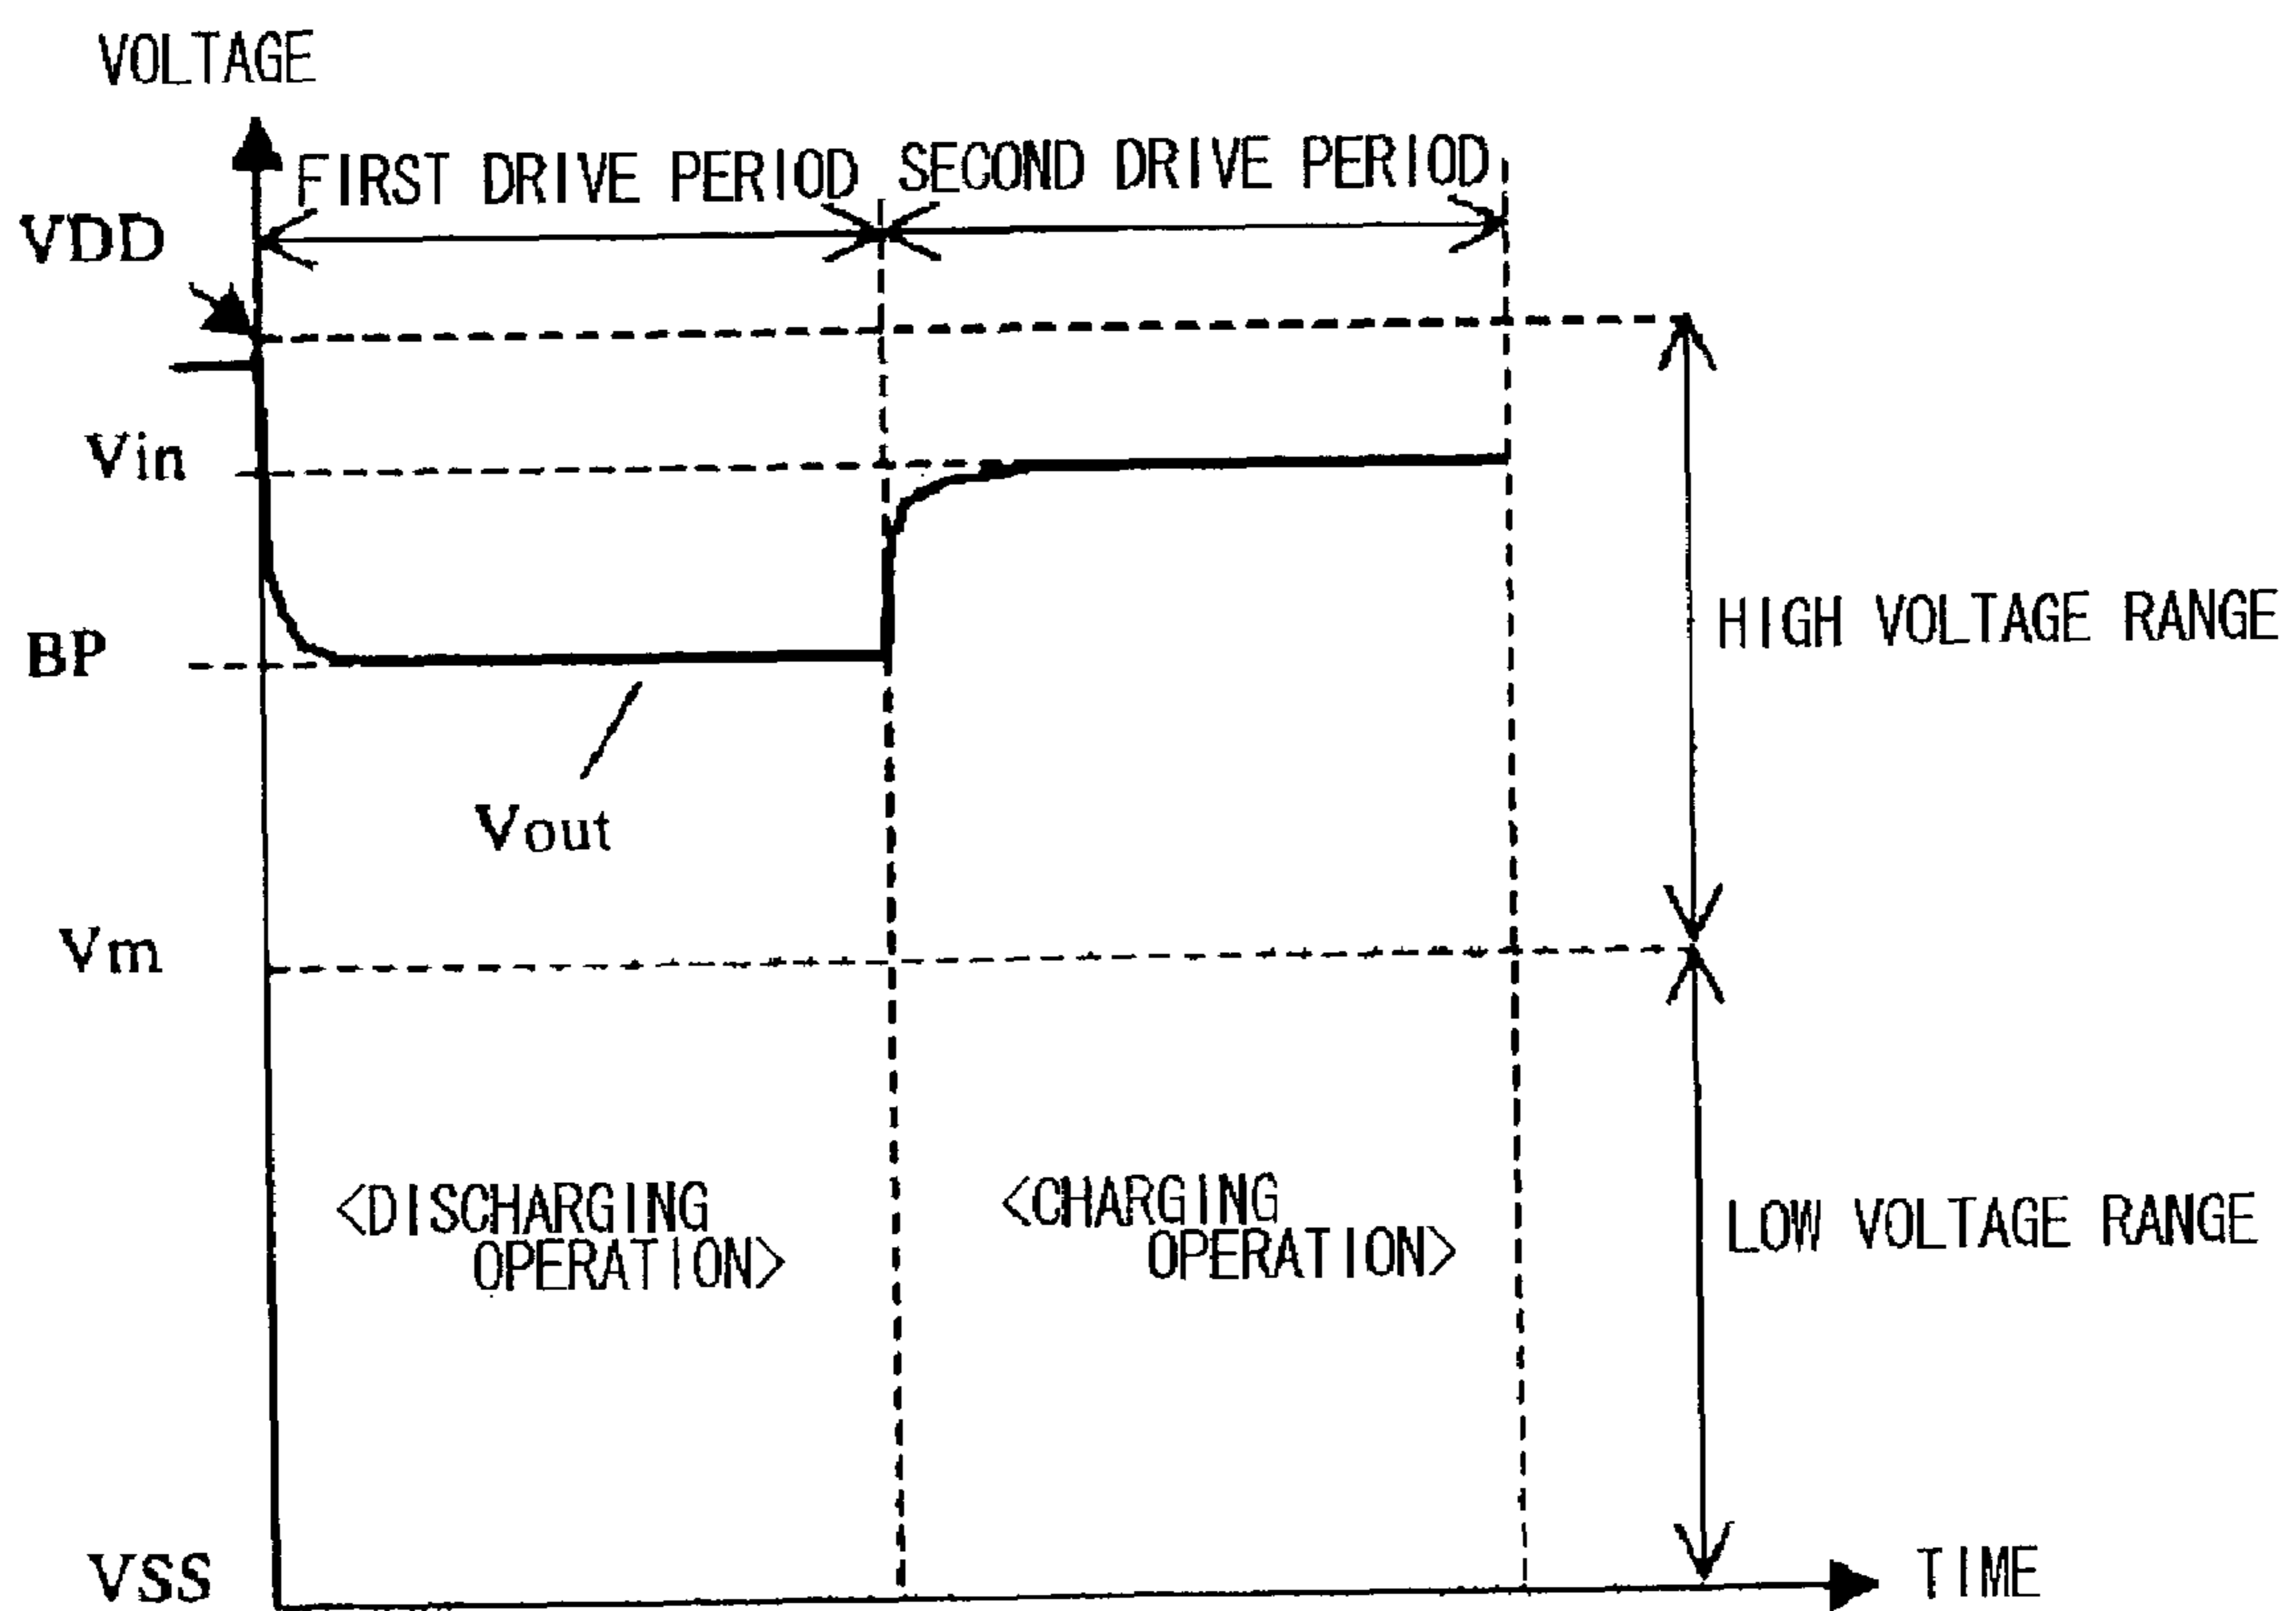 VOLTAGE
FIRST DRIVE PERIOD
SECOND DRIVE PERIOD
VDD
Vin
BP
HIGH VOLTAGE RANGE
Vout
Vm
<DISCHARGING
OPERATION>
<CHARGING
OPERATION>
LOW VOLTAGE RANGE
VSS
TIME